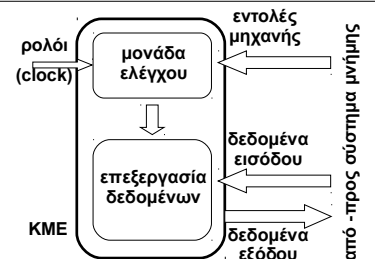 ρολόι
(clock)
μονάδα
ελέγχου
εντολές
μηχανής
επεξεργασία
δεδομένων
δεδομένα
εισόδου
ΚΜΕ
δεδομένα
εξόδου
από -προς σύστημα μνήμης